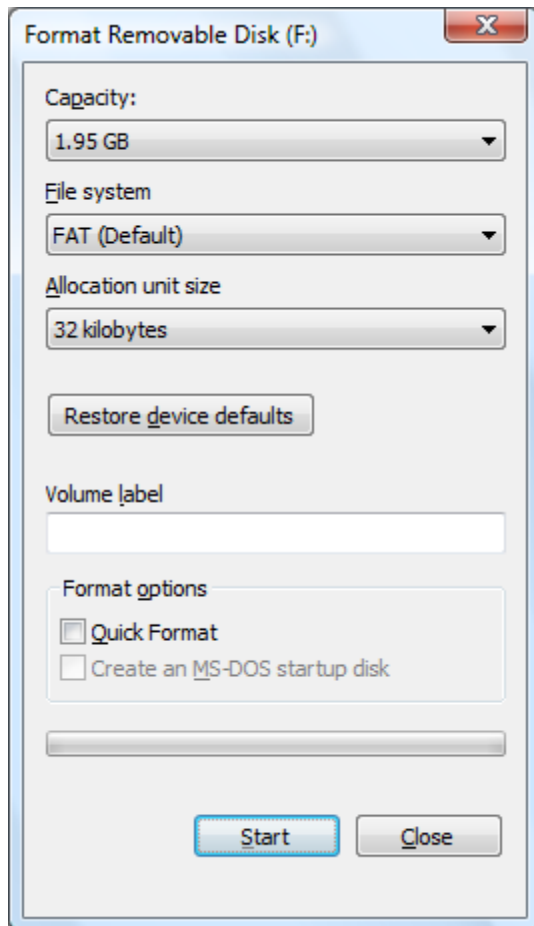 Format Removable Disk (F:)
Capacity:
1.95 GB
File system
FAT (Default)
Allocation unit size
32 kilobytes
Restore device defaults
Volume label
Format options
Quick Format
Create an MS-DOS startup disk
Start
Close